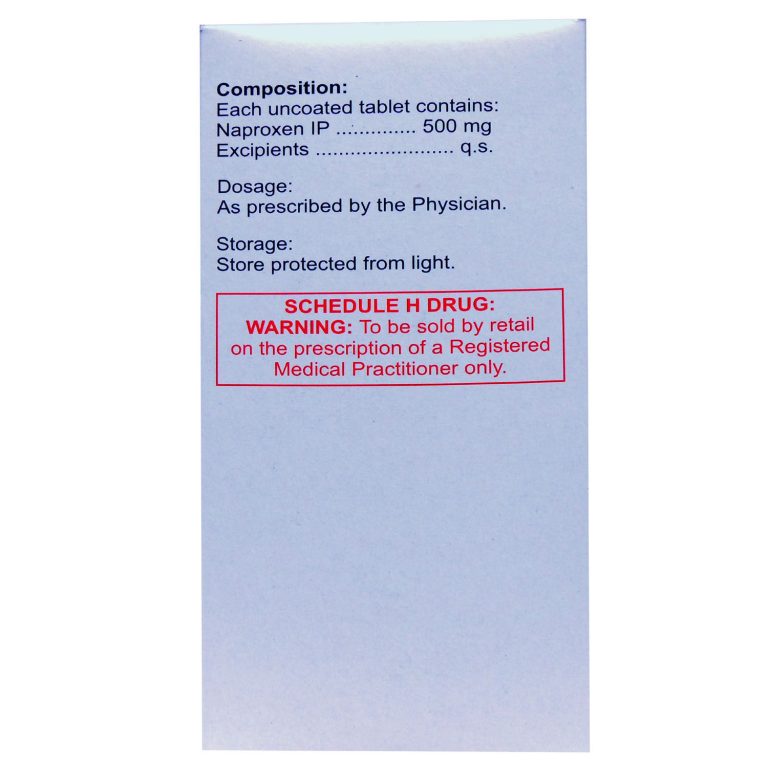 Composition:
Each uncoated tablet contains:
Naproxen IP .............. 500 mg
Excipients ........................ q.s.
Dosage:
As prescribed by the Physician.
Storage:
Store protected from light.
SCHEDULE H DRUG:
WARNING: To be sold by retail
on the prescription of a Registered
Medical Practitioner only.